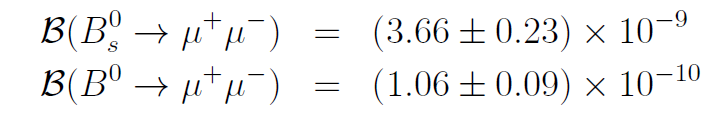 ℬ(B⁰ₛ → μ⁺μ⁻) = (3.66 ± 0.23) × 10⁻⁹
ℬ(B⁰ → μ⁺μ⁻) = (1.06 ± 0.09) × 10⁻¹⁰